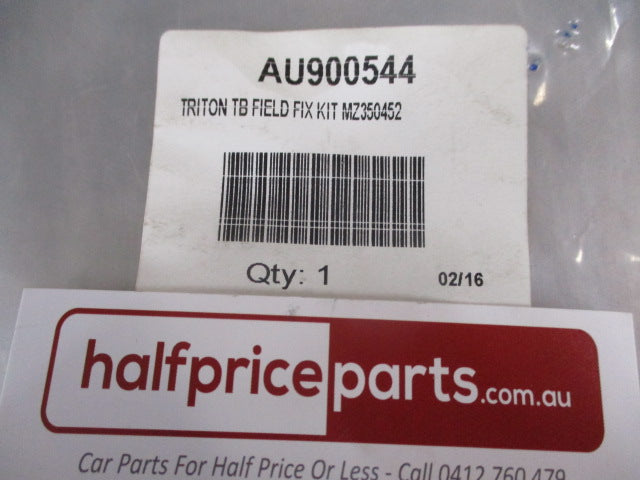 AU900544
TRITON TB FIELD FIX KIT MZ350452
Qty: 1
02/16
halfpriceparts.com.au
Car Parts For Half Price Or Less - Call 0412 760 479